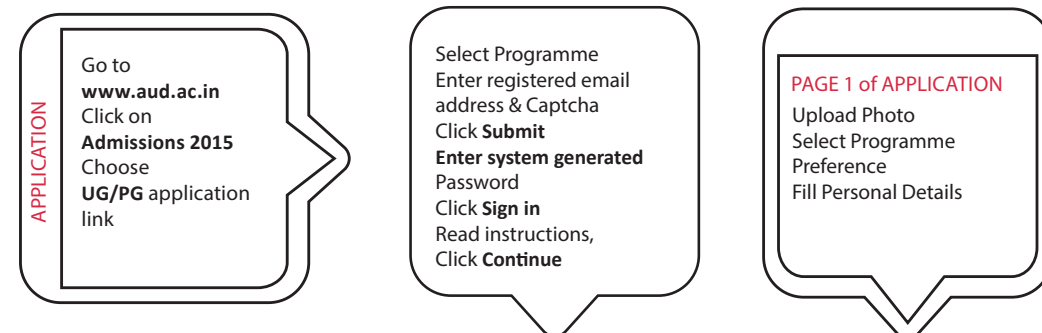 APPLICATION
Go to
www.aud.ac.in
Click on
Admissions 2015
Choose
UG/PG application
link
Select Programme
Enter registered email
address & Captcha
Click Submit
Enter system generated
Password
Click Sign in
Read instructions,
Click Continue
PAGE 1 of APPLICATION
Upload Photo
Select Programme
Preference
Fill Personal Details